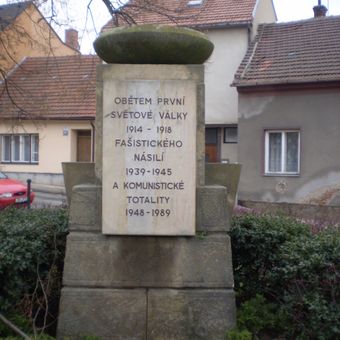 OBĚTEM PRVNÍ
SVĚTOVÉ VÁLKY
1914 - 1918
FAŠISTICKÉHO
NÁSILÍ
1939-1945
A KOMUNISTICKÉ
TOTALITY
1948-1989